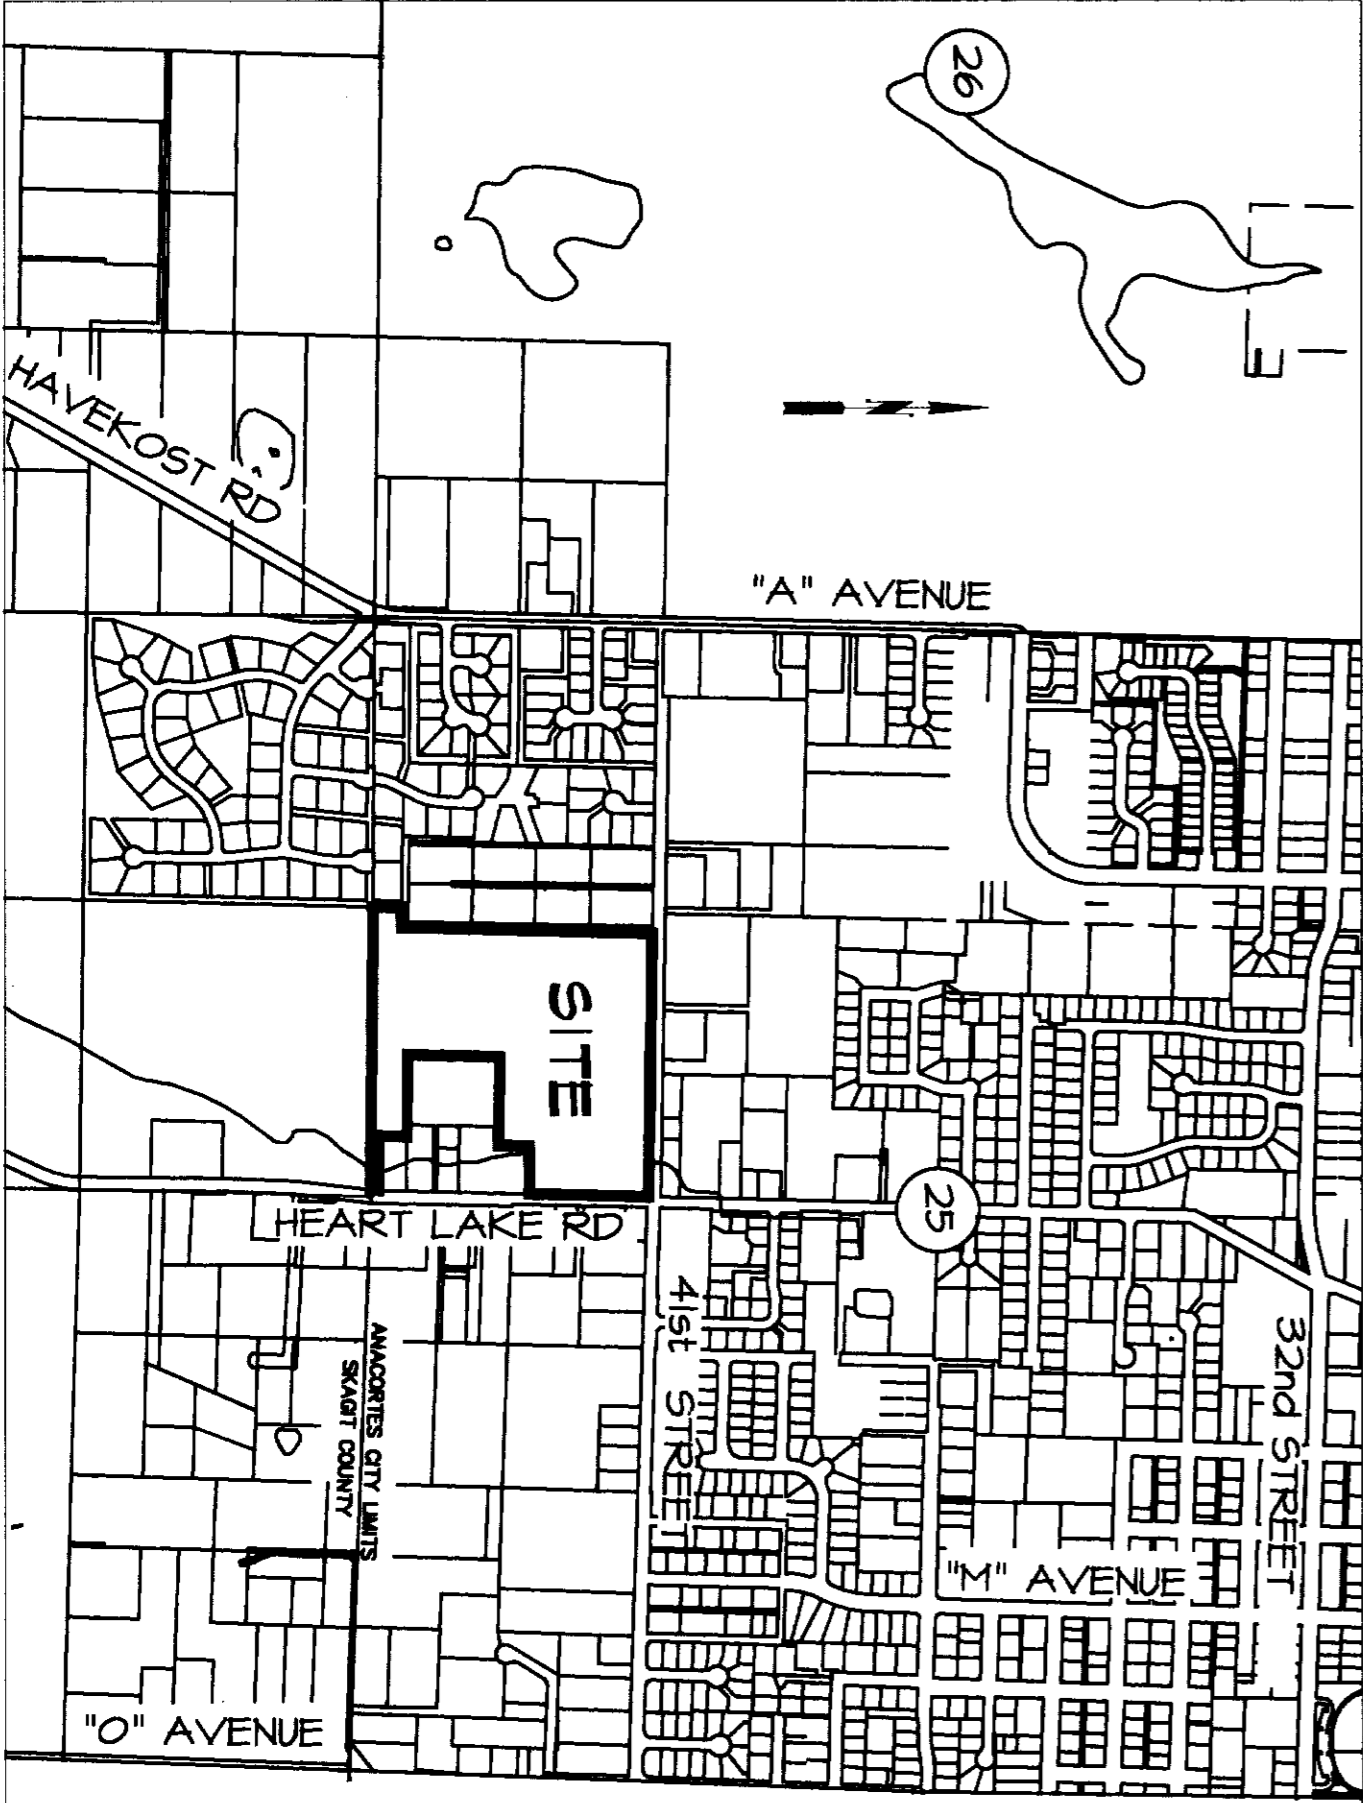 26
E
HAVEKOST RD
"A" AVENUE
SITE
25
HEART LAKE RD
41st STREET
32nd STREET
ANACORTES CITY LIMITS
SKAGIT COUNTY
"M" AVENUE
"O" AVENUE